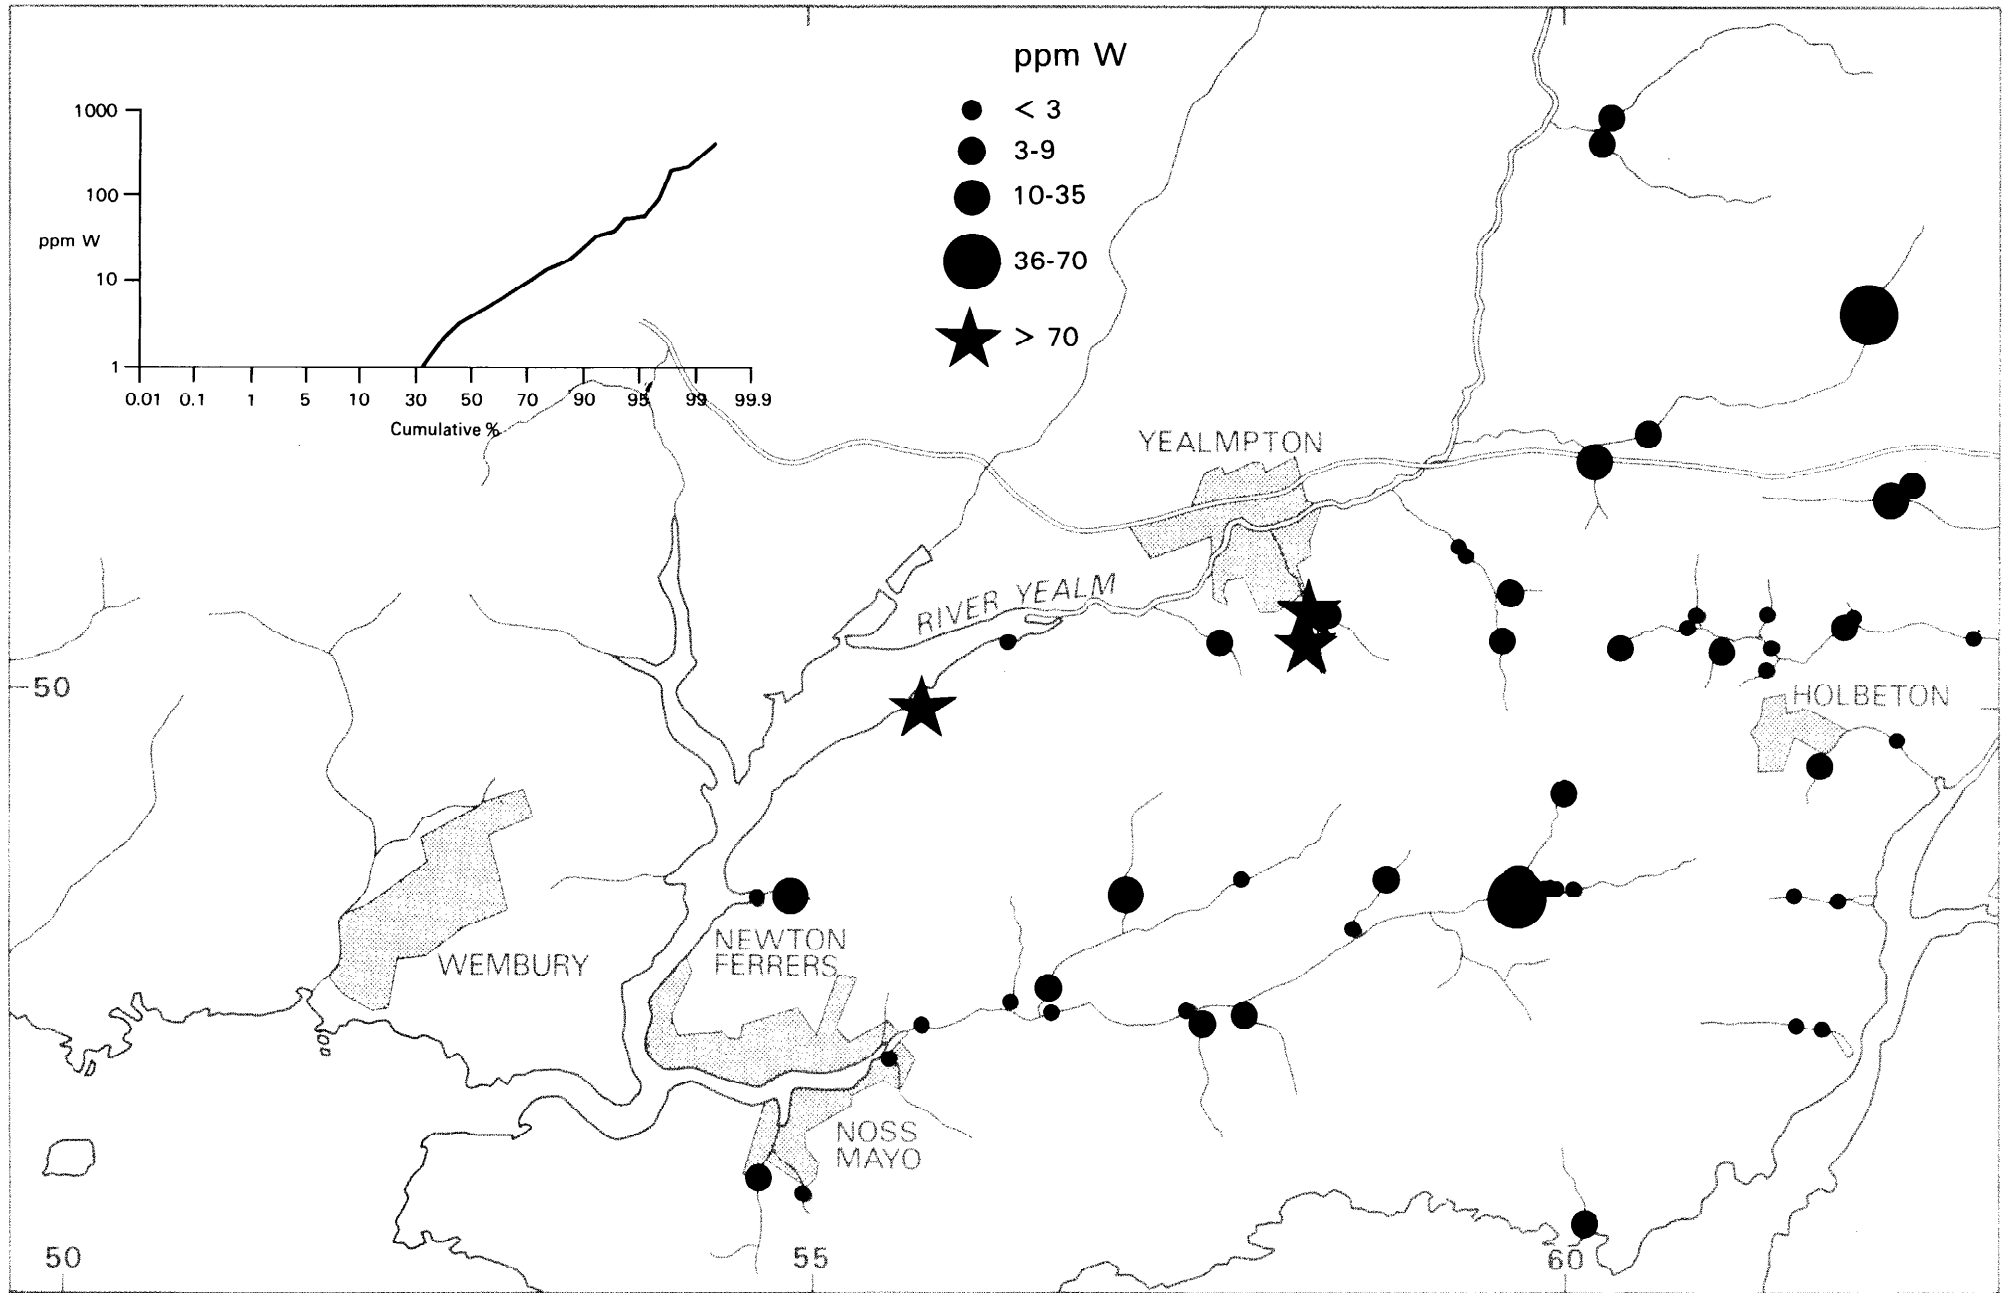 ppm W
< 3
3-9
10-35
36-70
> 70
1000
100
ppm W
10
1
0.01 0.1 1 5 10 30 50 70 90 95 99 99.9
Cumulative %
YEALMPTON
RIVER YEALM
50
HOLBETON
NEWTON
FERRERS
WEMBURY
NOSS
MAYO
50 55 60